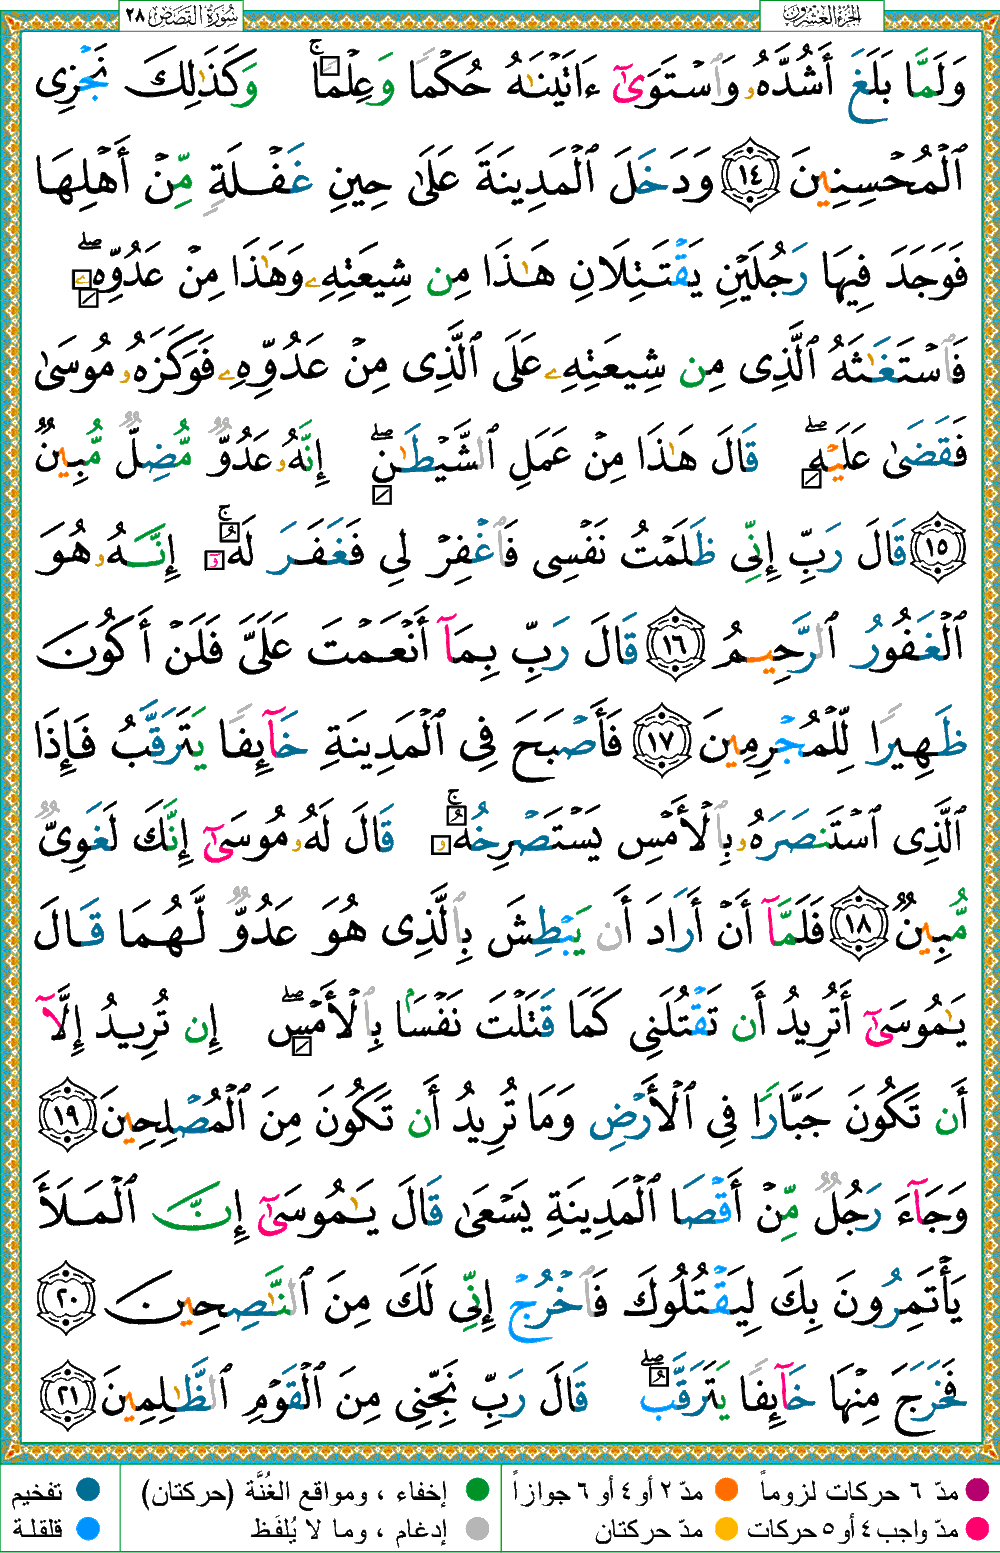 سُورَةُ القَصَصِ ٢٨
الجُزءُ العِشرُونَ
وَلَمَّا بَلَغَ أَشُدَّهُۥ وَٱسْتَوَىٰٓ ءَاتَيْنَٰهُ حُكْمًا وَعِلْمًا ۚ وَكَذَٰلِكَ نَجْزِى
ٱلْمُحْسِنِينَ ١٤ وَدَخَلَ ٱلْمَدِينَةَ عَلَىٰ حِينِ غَفْلَةٍ مِّنْ أَهْلِهَا
فَوَجَدَ فِيهَا رَجُلَيْنِ يَقْتَتِلَانِ هَٰذَا مِن شِيعَتِهِۦ وَهَٰذَا مِنْ عَدُوِّهِۦ ۖ
فَٱسْتَغَٰثَهُ ٱلَّذِى مِن شِيعَتِهِۦ عَلَى ٱلَّذِى مِنْ عَدُوِّهِۦ فَوَكَزَهُۥ مُوسَىٰ
فَقَضَىٰ عَلَيْهِ ۖ قَالَ هَٰذَا مِنْ عَمَلِ ٱلشَّيْطَٰنِ ۖ إِنَّهُۥ عَدُوٌّ مُّضِلٌّ مُّبِينٌ
١٥ قَالَ رَبِّ إِنِّى ظَلَمْتُ نَفْسِى فَٱغْفِرْ لِى فَغَفَرَ لَهُۥٓ ۚ إِنَّهُۥ هُوَ
ٱلْغَفُورُ ٱلرَّحِيمُ ١٦ قَالَ رَبِّ بِمَآ أَنْعَمْتَ عَلَىَّ فَلَنْ أَكُونَ
ظَهِيرًا لِّلْمُجْرِمِينَ ١٧ فَأَصْبَحَ فِى ٱلْمَدِينَةِ خَآئِفًا يَتَرَقَّبُ فَإِذَا
ٱلَّذِى ٱسْتَنصَرَهُۥ بِٱلْأَمْسِ يَسْتَصْرِخُهُۥ ۚ قَالَ لَهُۥ مُوسَىٰٓ إِنَّكَ لَغَوِىٌّ
مُّبِينٌ ١٨ فَلَمَّآ أَنْ أَرَادَ أَن يَبْطِشَ بِٱلَّذِى هُوَ عَدُوٌّ لَّهُمَا قَالَ
يَٰمُوسَىٰٓ أَتُرِيدُ أَن تَقْتُلَنِى كَمَا قَتَلْتَ نَفْسًۢا بِٱلْأَمْسِ ۖ إِن تُرِيدُ إِلَّآ
أَن تَكُونَ جَبَّارًا فِى ٱلْأَرْضِ وَمَا تُرِيدُ أَن تَكُونَ مِنَ ٱلْمُصْلِحِينَ ١٩
وَجَآءَ رَجُلٌ مِّنْ أَقْصَا ٱلْمَدِينَةِ يَسْعَىٰ قَالَ يَٰمُوسَىٰٓ إِنَّ ٱلْمَلَأَ
يَأْتَمِرُونَ بِكَ لِيَقْتُلُوكَ فَٱخْرُجْ إِنِّى لَكَ مِنَ ٱلنَّٰصِحِينَ ٢٠
فَخَرَجَ مِنْهَا خَآئِفًا يَتَرَقَّبُ ۖ قَالَ رَبِّ نَجِّنِى مِنَ ٱلْقَوْمِ ٱلظَّٰلِمِينَ ٢١
مدّ ٦ حركات لزوماً مدّ ٢ أو ٤ أو ٦ جوازاً إخفاء ، ومواقع الغُنَّة (حركتان) تفخيم
مدّ واجب ٤ أو ٥ حركات مدّ حركتان إدغام ، وما لا يُلفَظ قلقلة